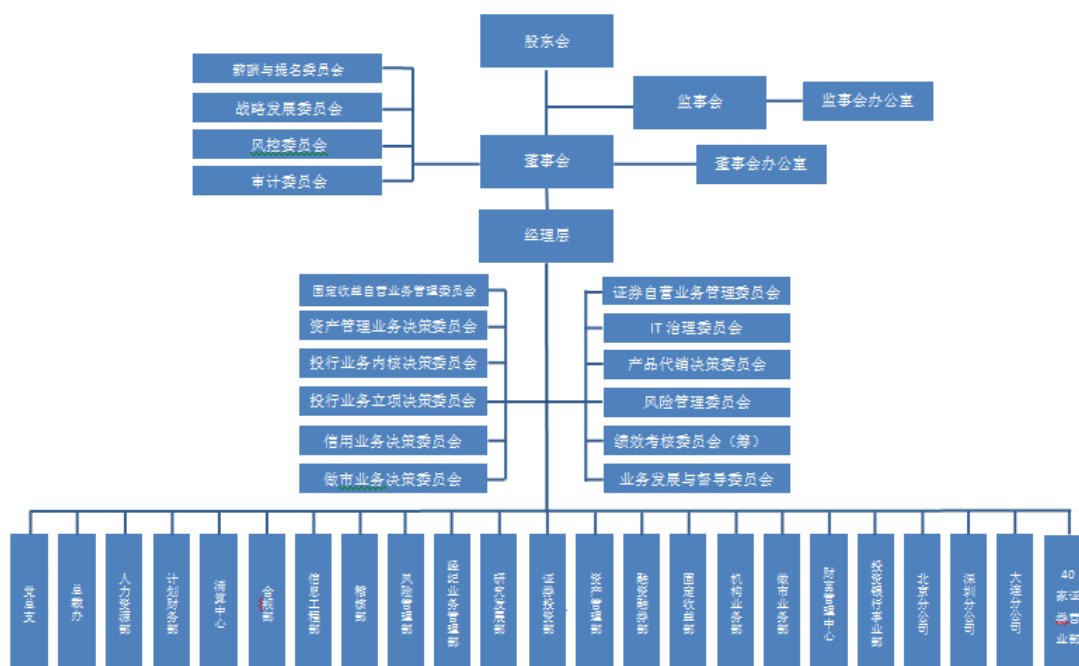 股东会
薪酬与提名委员会
战略发展委员会
风控委员会
审计委员会
监事会
监事会办公室
董事会
董事会办公室
经理层
固定收益自营业务管理委员会
资产管理业务决策委员会
投行业务内核决策委员会
投行业务立项决策委员会
信用业务决策委员会
做市业务决策委员会
证券自营业务管理委员会
IT 治理委员会
产品代销决策委员会
风险管理委员会
绩效考核委员会（筹）
业务发展与督导委员会
党总支
总裁办
人力资源部
计划财务部
清算中心
合规部
信息工程部
稽核部
风险管理部
经纪业务管理部
研究发展部
证券投资部
资产管理部
融资融券部
固定收益部
机构业务部
做市业务部
财富管理中心
投资银行事业部
北京分公司
深圳分公司
大连分公司
40
家证
券营
业部